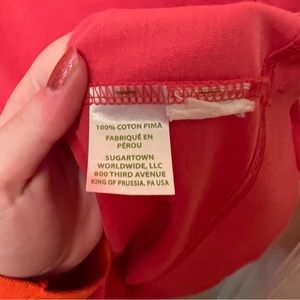 100% COTON PIMA
FABRIQUÉ EN
PÉROU
SUGARTOWN
WORLDWIDE, LLC
800 THIRD AVENUE
KING OF PRUSSIA, PA USA